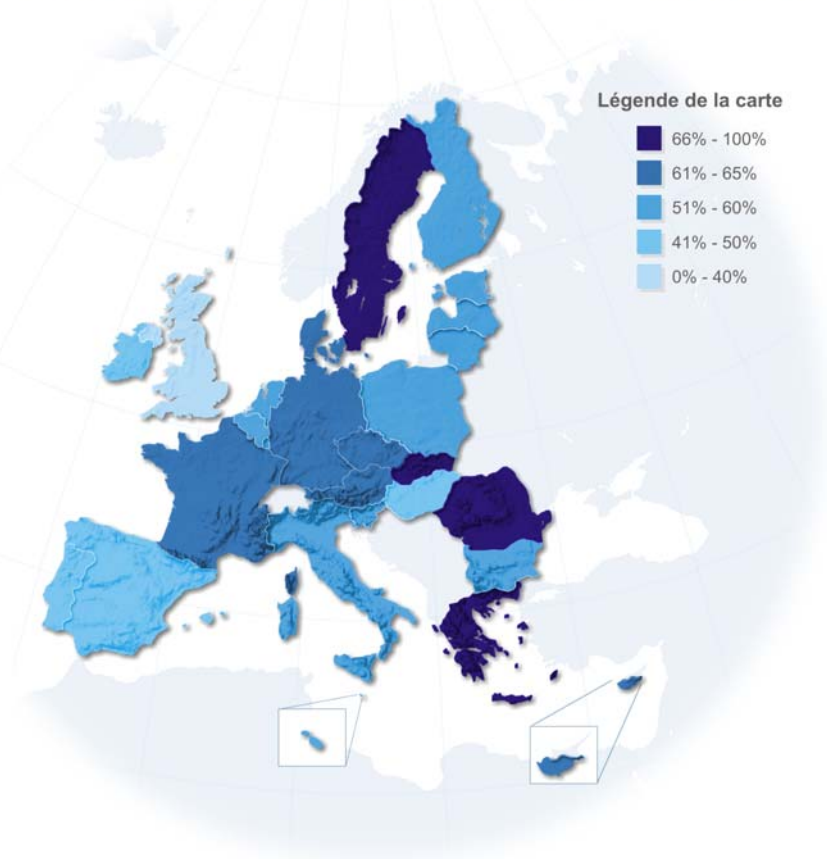 Légende de la carte
66% - 100%
61% - 65%
51% - 60%
41% - 50%
0% - 40%